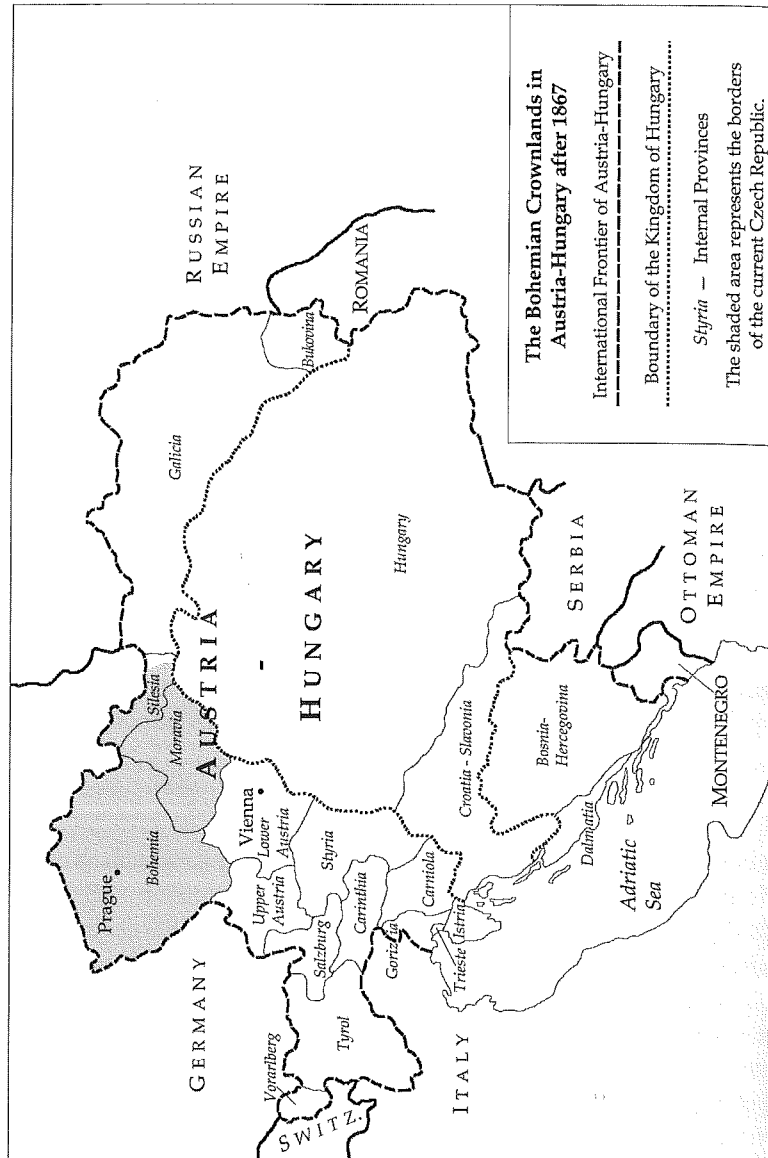 The Bohemian Crownlands in
Austria-Hungary after 1867
International Frontier of Austria-Hungary
Boundary of the Kingdom of Hungary
Styria — Internal Provinces
The shaded area represents the borders
of the current Czech Republic.
RUSSIAN
EMPIRE
GERMANY
Prague
Bohemia
Silesia
Moravia
Galicia
Bukovina
ROMANIA
AUSTRIA
-
HUNGARY
Vienna
Lower
Austria
Upper
Austria
Vorarlberg
SWITZ.
Tyrol
Salzburg
Styria
Carinthia
Carniola
Gorizia
Trieste
Istria
ITALY
Hungary
Croatia - Slavonia
Bosnia-
Hercegovina
Dalmatia
Adriatic
Sea
SERBIA
OTTOMAN
EMPIRE
MONTENEGRO